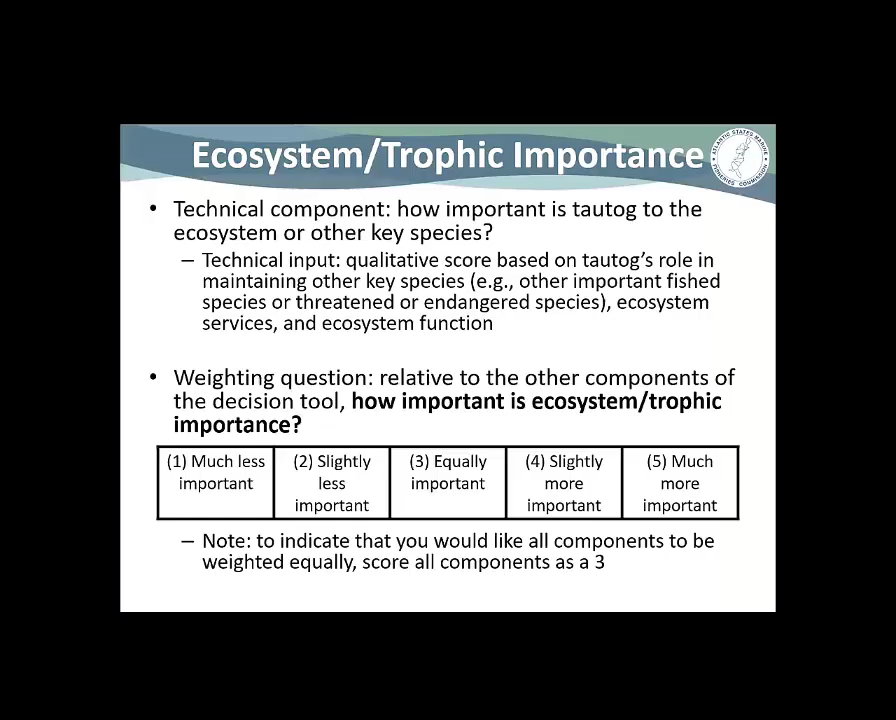 Ecosystem/Trophic Importance
ATLANTIC STATES MARINE
FISHERIES COMMISSION
• Technical component: how important is tautog to the
ecosystem or other key species?
– Technical input: qualitative score based on tautog's role in
maintaining other key species (e.g., other important fished
species or threatened or endangered species), ecosystem
services, and ecosystem function
• Weighting question: relative to the other components of
the decision tool, how important is ecosystem/trophic
importance?
(1) Much less
important
(2) Slightly
less
important
(3) Equally
important
(4) Slightly
more
important
(5) Much
more
important
– Note: to indicate that you would like all components to be
weighted equally, score all components as a 3